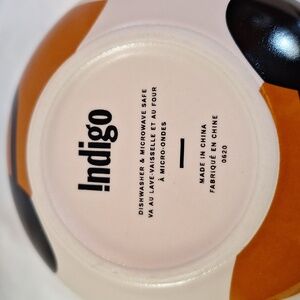 Indigo
DISHWASHER & MICROWAVE SAFE
VA AU LAVE-VAISSELLE ET AU FOUR
À MICRO-ONDES
MADE IN CHINA
FABRIQUÉ EN CHINE
0620